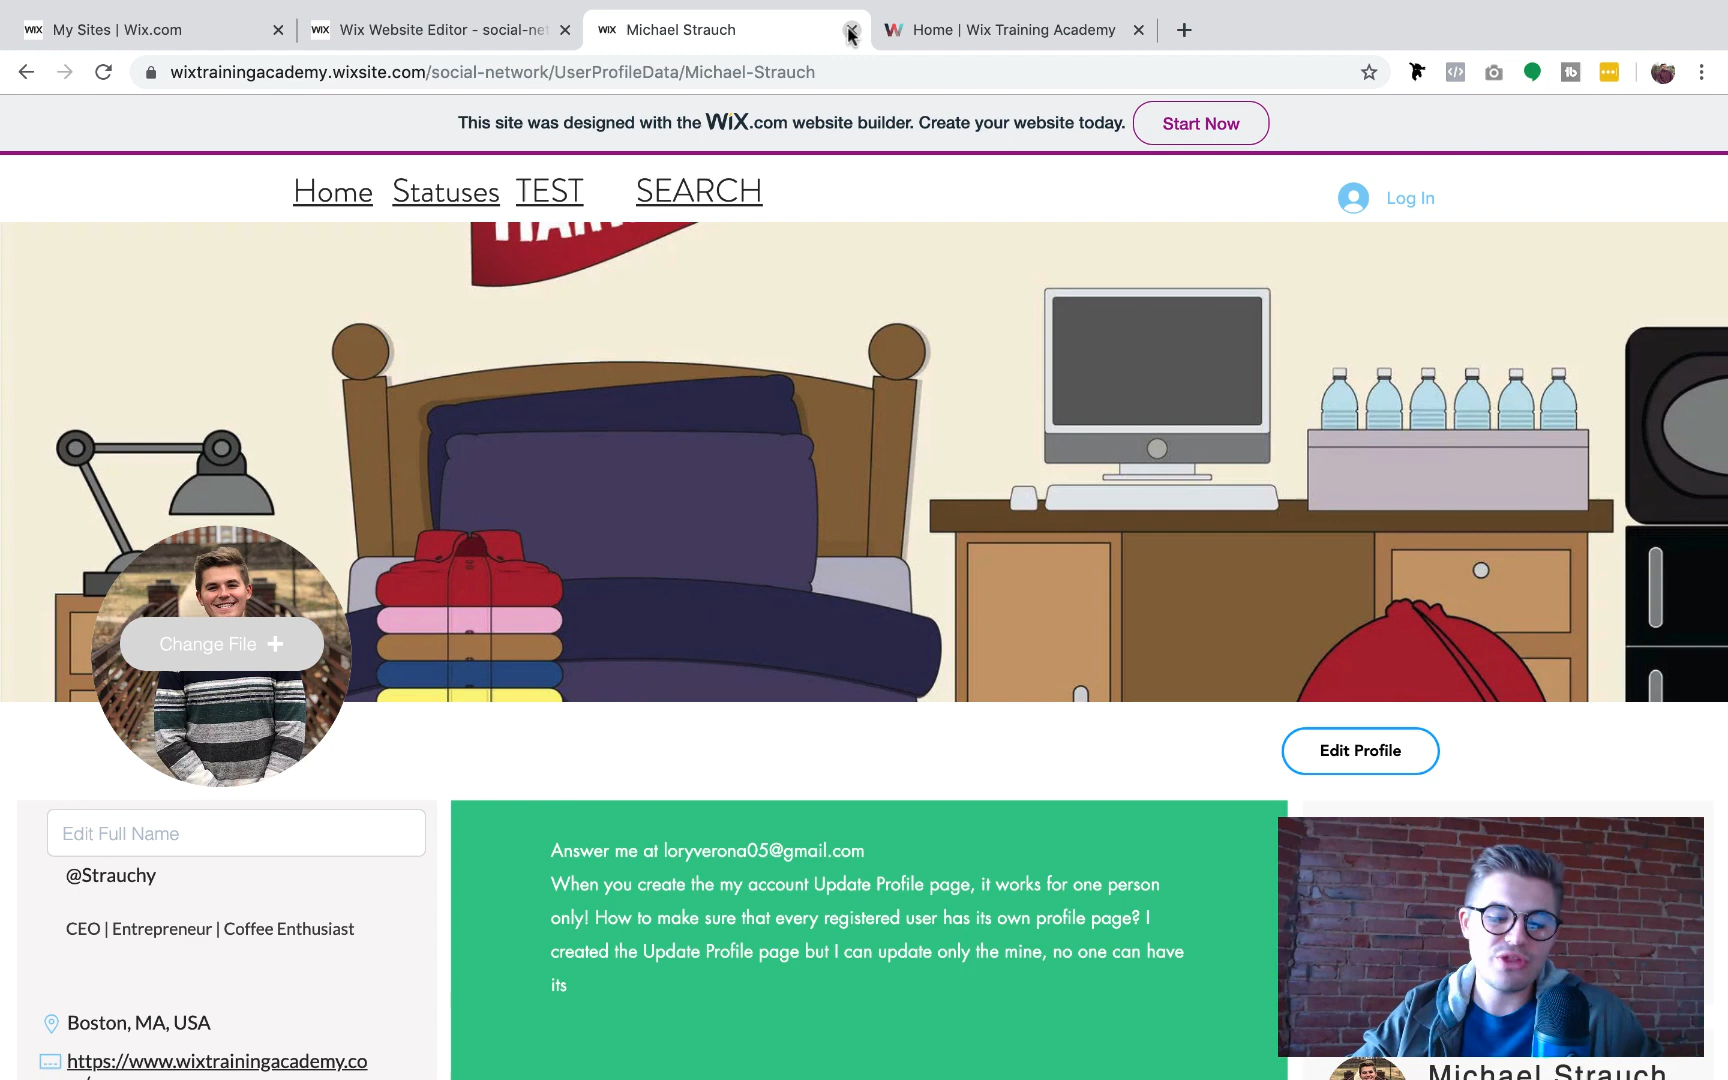 WiX My Sites | Wix.com
WiX Wix Website Editor - social-net
WiX Michael Strauch
W Home | Wix Training Academy
wixtrainingacademy.wixsite.com/social-network/UserProfileData/Michael-Strauch
This site was designed with the WiX.com website builder. Create your website today.
Start Now
Home Statuses TEST SEARCH
Log In
Change File +
Edit Profile
Edit Full Name
@Strauchy
CEO | Entrepreneur | Coffee Enthusiast
Boston, MA, USA
https://www.wixtrainingacademy.co
Answer me at loryverona05@gmail.com
When you create the my account Update Profile page, it works for one person
only! How to make sure that every registered user has its own profile page? I
created the Update Profile page but I can update only the mine, no one can have
its
Michael Strauch